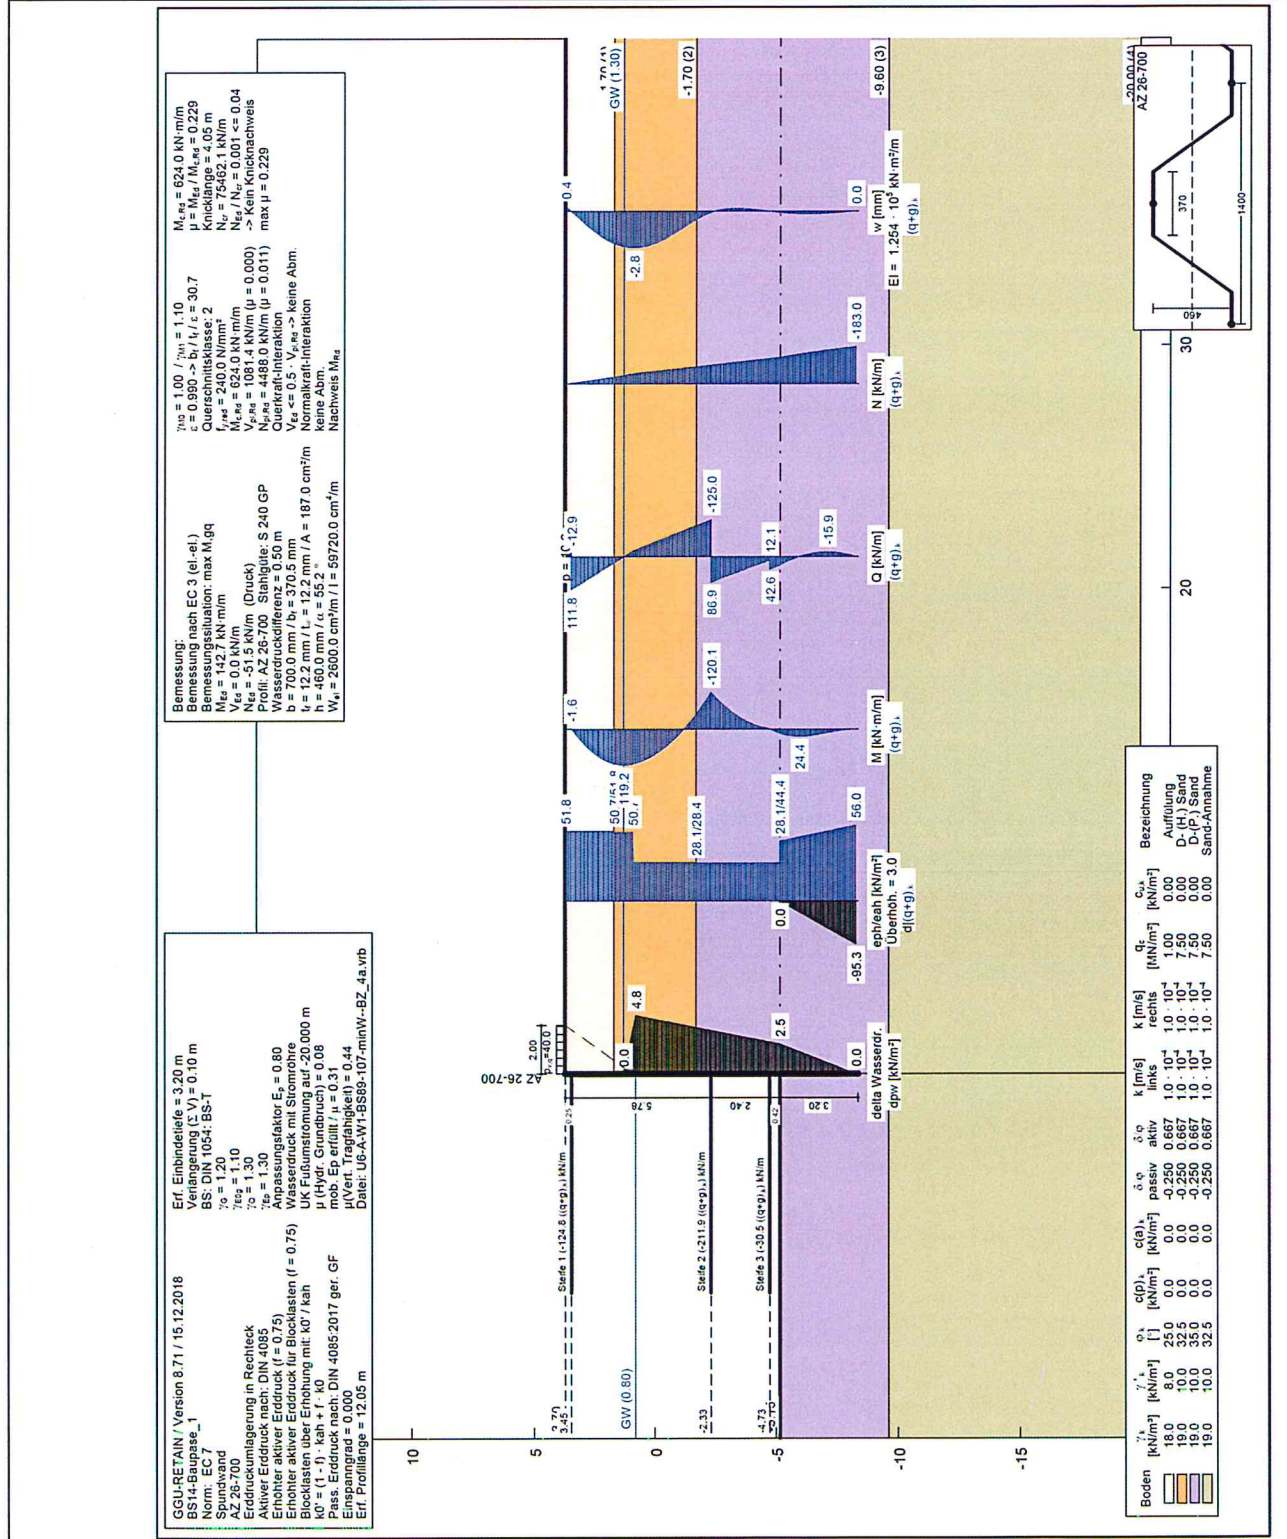 GGU-RETAIN / Version 8.71 / 15.12.2018
BS14-Baupase_1
Norm: EC 7
Spundwand
AZ 26-700
Erddruckumlagerung in Rechteck
Aktiver Erddruck nach: DIN 4085
Erhöhter aktiver Erddruck (f = 0.75)
Erhöhter aktiver Erddruck für Blocklasten (f = 0.75)
Blocklasten über Erhöhung mit: k0' / kah
k0' = (1 - f) · kah + f · k0
Pass. Erddruck nach: DIN 4085:2017 ger. GF
Einspanngrad = 0.000
Erf. Profillänge = 12.05 m
Erf. Einbindetiefe = 3.20 m
Verlängerung (Σ V) = 0.10 m
BS: DIN 1054: BS-T
γG = 1.20
γE0g = 1.10
γQ = 1.30
γEp = 1.30
Anpassungsfaktor Ep = 0.80
Wasserdruck mit Stromröhre
UK Fußumströmung auf -20.000 m
μ (Hydr. Grundbruch) = 0.08
mob. Ep erfüllt / μ = 0.31
μ(Vert. Tragfähigkeit) = 0.44
Datei: U6-A-W1-BS89-107-minW--BZ_4a.vrb
Bemessung:
Bemessung nach EC 3 (el.-el.)
Bemessungssituation: max M,gq
MEd = 142.7 kN·m/m
VEd = 0.0 kN/m
NEd = -51.5 kN/m (Druck)
Profil: AZ 26-700 Stahlgüte: S 240 GP
Wasserdruckdifferenz = 0.50 m
b = 700.0 mm / bf = 370.5 mm
tf = 12.2 mm / tw = 12.2 mm / A = 187.0 cm²/m
h = 460.0 mm / α = 55.2 °
Wel = 2600.0 cm³/m / I = 59720.0 cm⁴/m
γM0 = 1.00 / γM1 = 1.10
ε = 0.990 -> bf / tf / ε = 30.7
Querschnittsklasse: 2
fy,red = 240.0 N/mm²
Mc,Rd = 624.0 kN·m/m
Vpl,Rd = 1081.4 kN/m (μ = 0.000)
Npl,Rd = 4488.0 kN/m (μ = 0.011)
Querkraft-Interaktion
VEd <= 0.5 · Vpl,Rd -> keine Abm.
Normalkraft-Interaktion
keine Abm.
Nachweis MRd
Mc,Rd = 624.0 kN·m/m
μ = MEd / Mc,Rd = 0.229
Knicklänge = 4.05 m
Ncr = 75462.1 kN/m
NEd / Ncr = 0.001 <= 0.04
-> Kein Knicknachweis
max μ = 0.229
10
5
0
-5
-10
-15
20
30
3.45
GW (0.80)
-2.33
-4.73
Steife 1 (-124.8 ((q+g)k) kN/m
Steife 2 (-211.9 ((q+g)k) kN/m
Steife 3 (-30.5 ((q+g)k) kN/m
0.25
5.78
2.40
0.42
3.20
AZ 26-700
2.00
pv,q=40.0
0.0
4.8
2.5
0.0
delta Wasserdr.
dpw [kN/m²]
51.8
50.7/51.8
50.7
28.1/28.4
28.1/44.4
56.0
0.0
-95.3
eph/eah [kN/m²]
Überhöh. = 3.0
d((q+g)k
-1.6
119.2
-120.1
24.4
M [kN·m/m]
(q+g)k
-12.9
111.8
-125.0
86.9
12.1
42.6
-15.9
Q [kN/m]
(q+g)k
-183.0
N [kN/m]
(q+g)k
0.4
-2.8
0.0
w [mm]
EI = 1.254 · 10⁵ kN·m²/m
(q+g)k
1.70 (1)
GW (1.30)
-1.70 (2)
-9.60 (3)
-20.00 (4)
AZ 26-700
370
460
1400
Boden γk [kN/m³] γ'k [kN/m³] φk [°] c(p)k [kN/m²] c(a)k [kN/m²] δ/φ passiv δ/φ aktiv k [m/s] links k [m/s] rechts qc [MN/m²] cu,k [kN/m²] Bezeichnung
18.0 8.0 25.0 0.0 0.0 -0.250 0.667 1.0 · 10⁻⁴ 1.0 · 10⁻⁴ 1.00 0.00 Auffülung
19.0 10.0 32.5 0.0 0.0 -0.250 0.667 1.0 · 10⁻⁴ 1.0 · 10⁻⁴ 7.50 0.00 D- (H.) Sand
19.0 10.0 35.0 0.0 0.0 -0.250 0.667 1.0 · 10⁻⁴ 1.0 · 10⁻⁴ 7.50 0.00 D-(P.) Sand
19.0 10.0 32.5 0.0 0.0 -0.250 0.667 1.0 · 10⁻⁴ 1.0 · 10⁻⁴ 7.50 0.00 Sand-Annahme